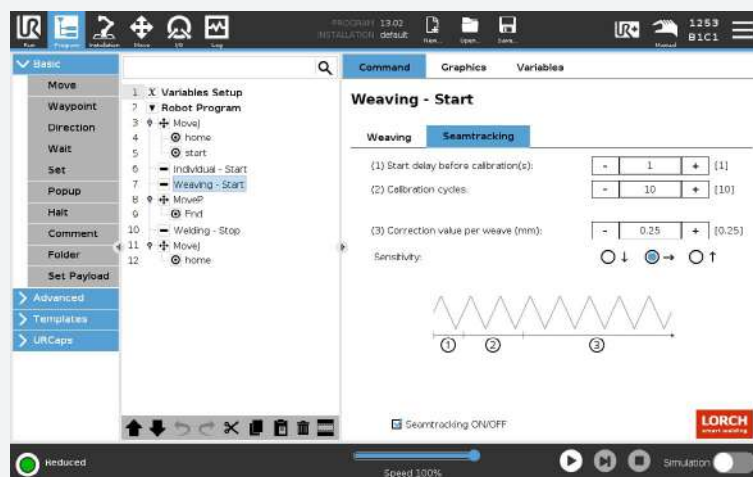 UR
UR+
PROGRAM 13.02
INSTALLATION default
1253
B1C1
Run
Program
Installation
Move
I/O
Log
New...
Open...
Save...
Manual
Basic
Move
Waypoint
Direction
Wait
Set
Popup
Halt
Comment
Folder
Set Payload
Advanced
Templates
URCaps
1 X Variables Setup
2 Robot Program
3 MoveJ
4 home
5 start
6 Individual - Start
7 Weaving - Start
8 MoveP
9 End
10 Welding - Stop
11 MoveJ
12 home
Command Graphics Variables
Weaving - Start
Weaving Seamtracking
(1) Start delay before calibration(s): - 1 + [1]
(2) Calibration cycles: - 10 + [10]
(3) Correction value per weave (mm): - 0.25 + [0.25]
Sensitivity: ↓ → ↑
1 2 3
Seamtracking ON/OFF
LORCH
smart welding
Reduced
Speed 100%
Simulation